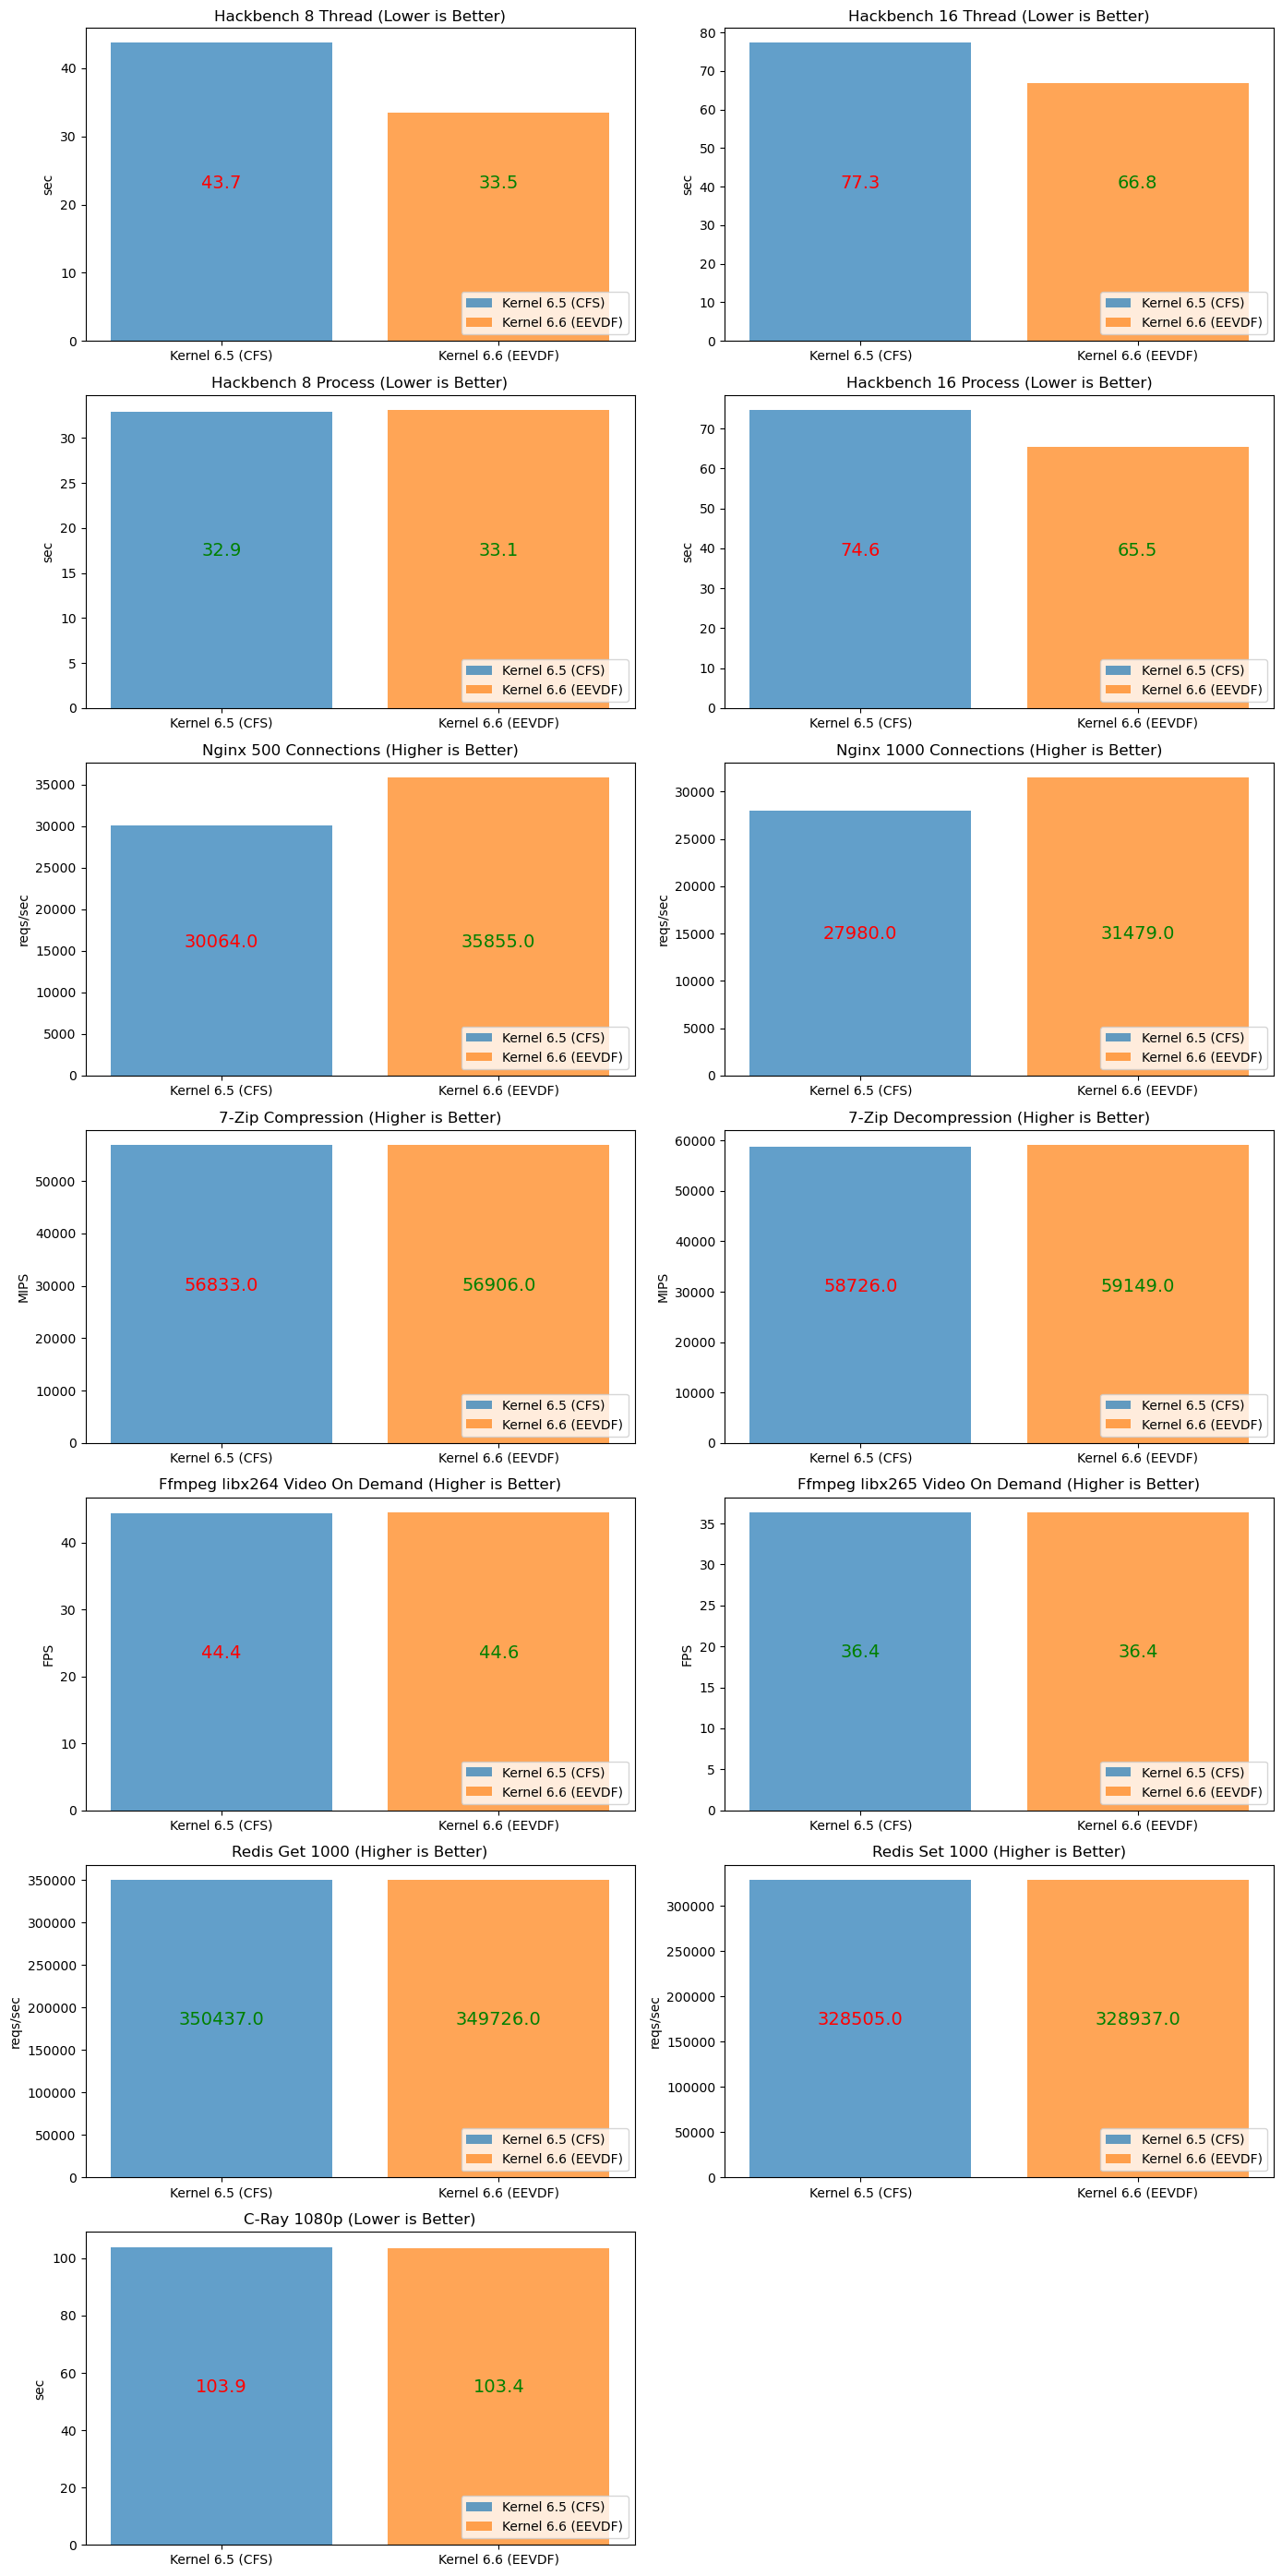 Hackbench 8 Thread (Lower is Better)
sec
40
30
20
10
0
43.7
33.5
Kernel 6.5 (CFS)
Kernel 6.6 (EEVDF)
Kernel 6.5 (CFS)
Kernel 6.6 (EEVDF)
Hackbench 16 Thread (Lower is Better)
sec
80
70
60
50
40
30
20
10
0
77.3
66.8
Kernel 6.5 (CFS)
Kernel 6.6 (EEVDF)
Kernel 6.5 (CFS)
Kernel 6.6 (EEVDF)
Hackbench 8 Process (Lower is Better)
sec
30
25
20
15
10
5
0
32.9
33.1
Kernel 6.5 (CFS)
Kernel 6.6 (EEVDF)
Kernel 6.5 (CFS)
Kernel 6.6 (EEVDF)
Hackbench 16 Process (Lower is Better)
sec
70
60
50
40
30
20
10
0
74.6
65.5
Kernel 6.5 (CFS)
Kernel 6.6 (EEVDF)
Kernel 6.5 (CFS)
Kernel 6.6 (EEVDF)
Nginx 500 Connections (Higher is Better)
reqs/sec
35000
30000
25000
20000
15000
10000
5000
0
30064.0
35855.0
Kernel 6.5 (CFS)
Kernel 6.6 (EEVDF)
Kernel 6.5 (CFS)
Kernel 6.6 (EEVDF)
Nginx 1000 Connections (Higher is Better)
reqs/sec
30000
25000
20000
15000
10000
5000
0
27980.0
31479.0
Kernel 6.5 (CFS)
Kernel 6.6 (EEVDF)
Kernel 6.5 (CFS)
Kernel 6.6 (EEVDF)
7-Zip Compression (Higher is Better)
MIPS
50000
40000
30000
20000
10000
0
56833.0
56906.0
Kernel 6.5 (CFS)
Kernel 6.6 (EEVDF)
Kernel 6.5 (CFS)
Kernel 6.6 (EEVDF)
7-Zip Decompression (Higher is Better)
MIPS
60000
50000
40000
30000
20000
10000
0
58726.0
59149.0
Kernel 6.5 (CFS)
Kernel 6.6 (EEVDF)
Kernel 6.5 (CFS)
Kernel 6.6 (EEVDF)
Ffmpeg libx264 Video On Demand (Higher is Better)
FPS
40
30
20
10
0
44.4
44.6
Kernel 6.5 (CFS)
Kernel 6.6 (EEVDF)
Kernel 6.5 (CFS)
Kernel 6.6 (EEVDF)
Ffmpeg libx265 Video On Demand (Higher is Better)
FPS
35
30
25
20
15
10
5
0
36.4
36.4
Kernel 6.5 (CFS)
Kernel 6.6 (EEVDF)
Kernel 6.5 (CFS)
Kernel 6.6 (EEVDF)
Redis Get 1000 (Higher is Better)
reqs/sec
350000
300000
250000
200000
150000
100000
50000
0
350437.0
349726.0
Kernel 6.5 (CFS)
Kernel 6.6 (EEVDF)
Kernel 6.5 (CFS)
Kernel 6.6 (EEVDF)
Redis Set 1000 (Higher is Better)
reqs/sec
300000
250000
200000
150000
100000
50000
0
328505.0
328937.0
Kernel 6.5 (CFS)
Kernel 6.6 (EEVDF)
Kernel 6.5 (CFS)
Kernel 6.6 (EEVDF)
C-Ray 1080p (Lower is Better)
sec
100
80
60
40
20
0
103.9
103.4
Kernel 6.5 (CFS)
Kernel 6.6 (EEVDF)
Kernel 6.5 (CFS)
Kernel 6.6 (EEVDF)